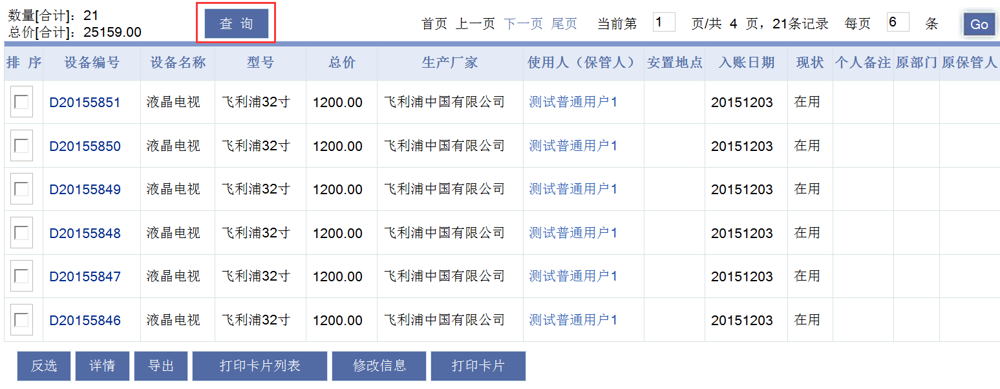 数量[合计]：21
总价[合计]：25159.00
查 询
首页 上一页 下一页 尾页 当前第 1 页/共 4 页，21条记录 每页 6 条 Go
排 序 设备编号 设备名称 型号 总价 生产厂家 使用人（保管人） 安置地点 入账日期 现状 个人备注 原部门 原保管人
D20155851 液晶电视 飞利浦32寸 1200.00 飞利浦中国有限公司 测试普通用户1 20151203 在用
D20155850 液晶电视 飞利浦32寸 1200.00 飞利浦中国有限公司 测试普通用户1 20151203 在用
D20155849 液晶电视 飞利浦32寸 1200.00 飞利浦中国有限公司 测试普通用户1 20151203 在用
D20155848 液晶电视 飞利浦32寸 1200.00 飞利浦中国有限公司 测试普通用户1 20151203 在用
D20155847 液晶电视 飞利浦32寸 1200.00 飞利浦中国有限公司 测试普通用户1 20151203 在用
D20155846 液晶电视 飞利浦32寸 1200.00 飞利浦中国有限公司 测试普通用户1 20151203 在用
反选 详情 导出 打印卡片列表 修改信息 打印卡片